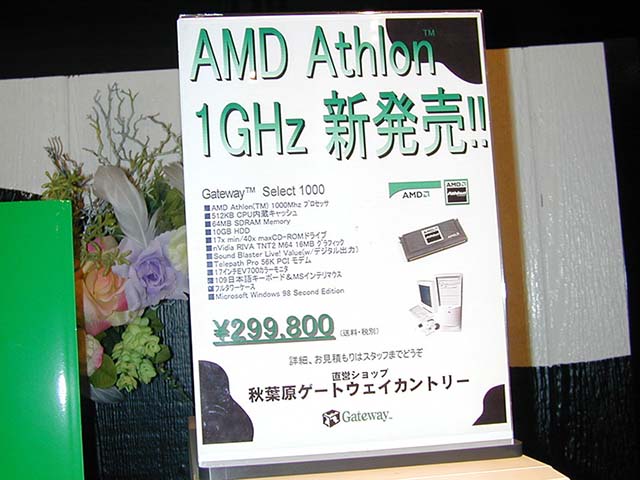 AMD Athlon™
1GHz 新発売!!
Gateway™ Select 1000
■AMD Athlon(TM) 1000Mhz プロセッサ
■512KB CPU内蔵キャッシュ
■64MB SDRAM Memory
■10GB HDD
■17x min/40x maxCD-ROMドライブ
■nVidia RIVA TNT2 M64 16MB グラフィック
■Sound Blaster Live! Value(w/デジタル出力)
■Telepath Pro 56K PCI モデム
■17インチEV700カラーモニタ
■109日本語キーボード&MSインテリマウス
■フルタワーケース
■Microsoft Windows 98 Second Edition
AMD
AMD
Athlon
¥299,800 (送料・税別)
詳細、お見積もりはスタッフまでどうぞ
直営ショップ
秋葉原ゲートウェイカントリー
Gateway™